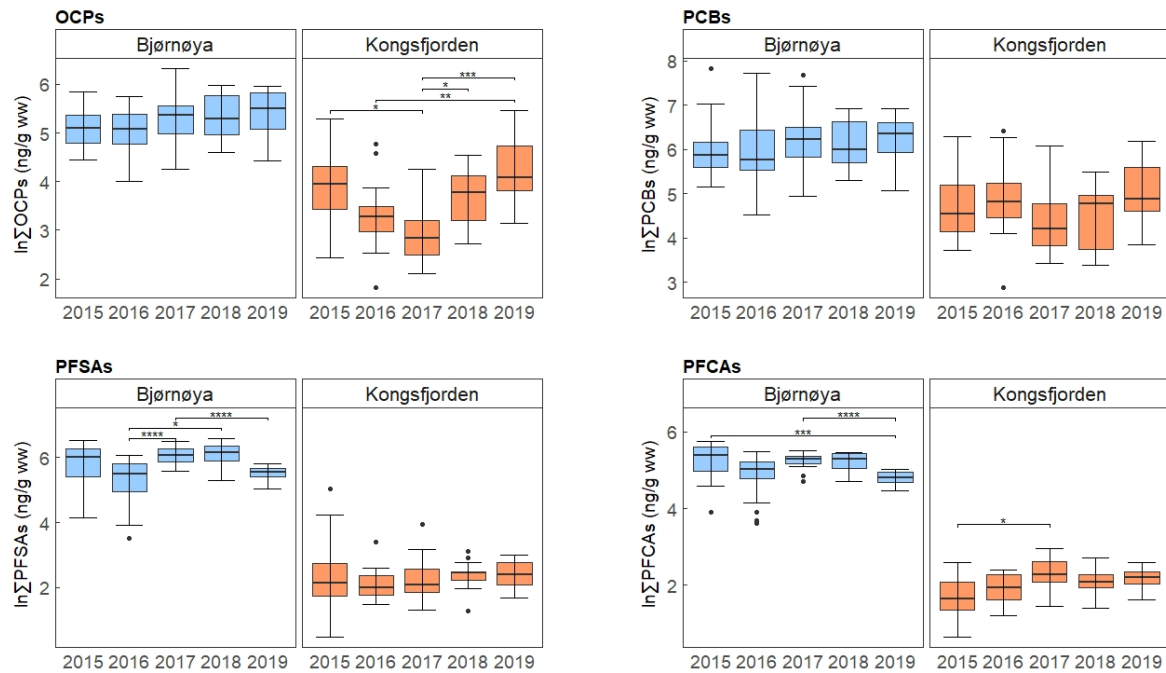 OCPs
Bjørnøya Kongsfjorden
ln∑OCPs (ng/g ww)
6
5
4
3
2
***
*
**
*
2015 2016 2017 2018 2019 2015 2016 2017 2018 2019
PCBs
Bjørnøya Kongsfjorden
ln∑PCBs (ng/g ww)
8
7
6
5
4
3
2015 2016 2017 2018 2019 2015 2016 2017 2018 2019
PFSAs
Bjørnøya Kongsfjorden
ln∑PFSAs (ng/g ww)
****
*
****
6
4
2
2015 2016 2017 2018 2019 2015 2016 2017 2018 2019
PFCAs
Bjørnøya Kongsfjorden
ln∑PFCAs (ng/g ww)
****
***
6
4
*
2
2015 2016 2017 2018 2019 2015 2016 2017 2018 2019